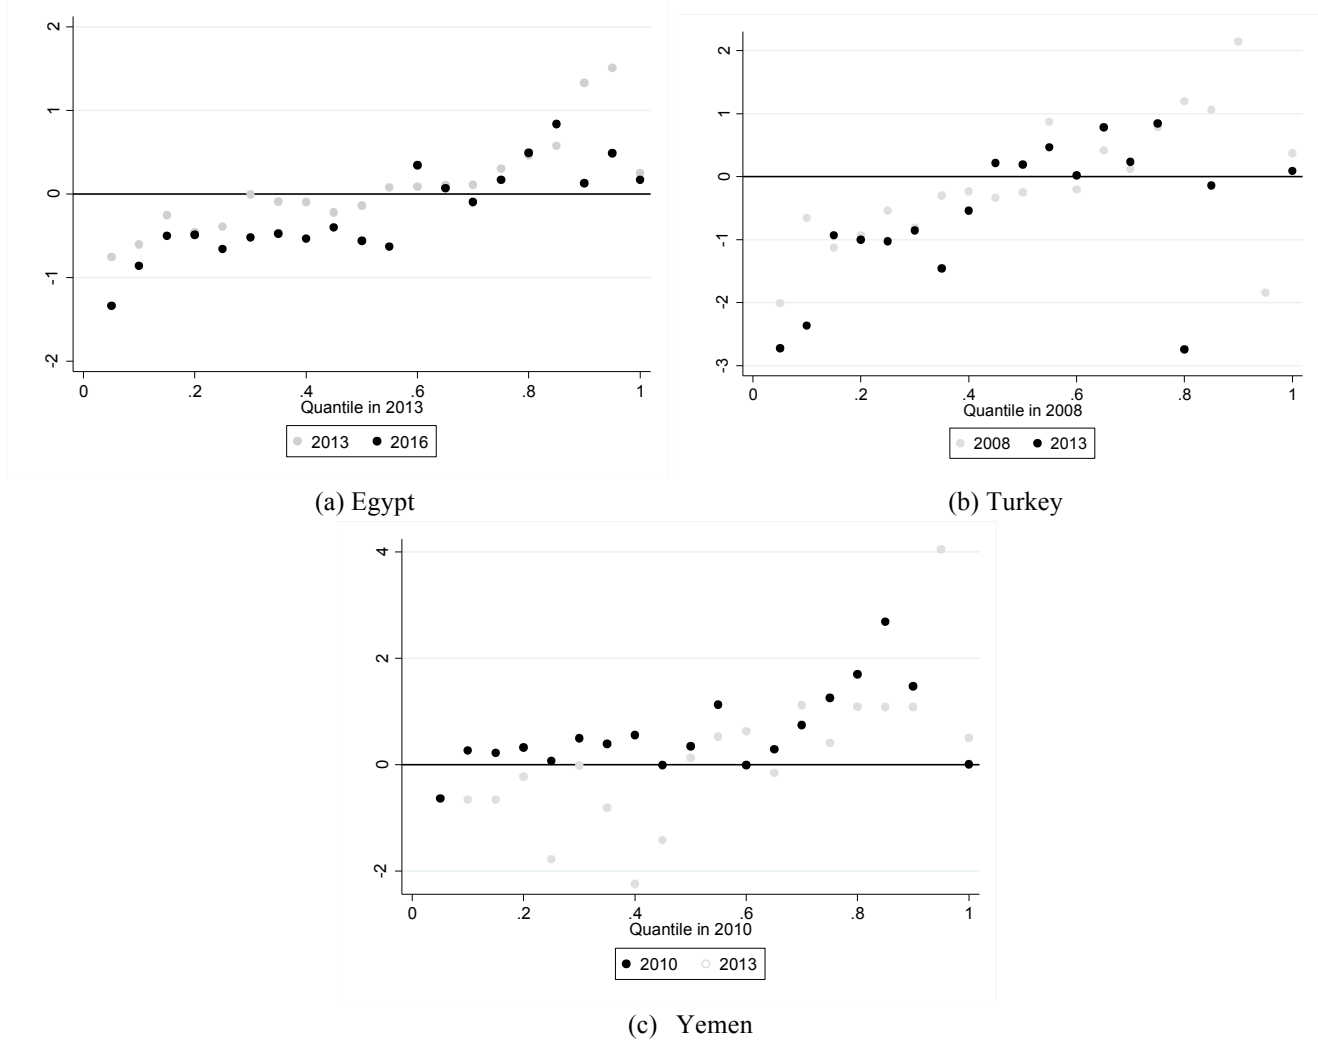 2
1
0
-1
-2
0 .2 .4 .6 .8 1
Quantile in 2013
2013 2016
(a) Egypt
2
1
0
-1
-2
-3
0 .2 .4 .6 .8 1
Quantile in 2008
2008 2013
(b) Turkey
4
2
0
-2
0 .2 .4 .6 .8 1
Quantile in 2010
2010 2013
(c) Yemen